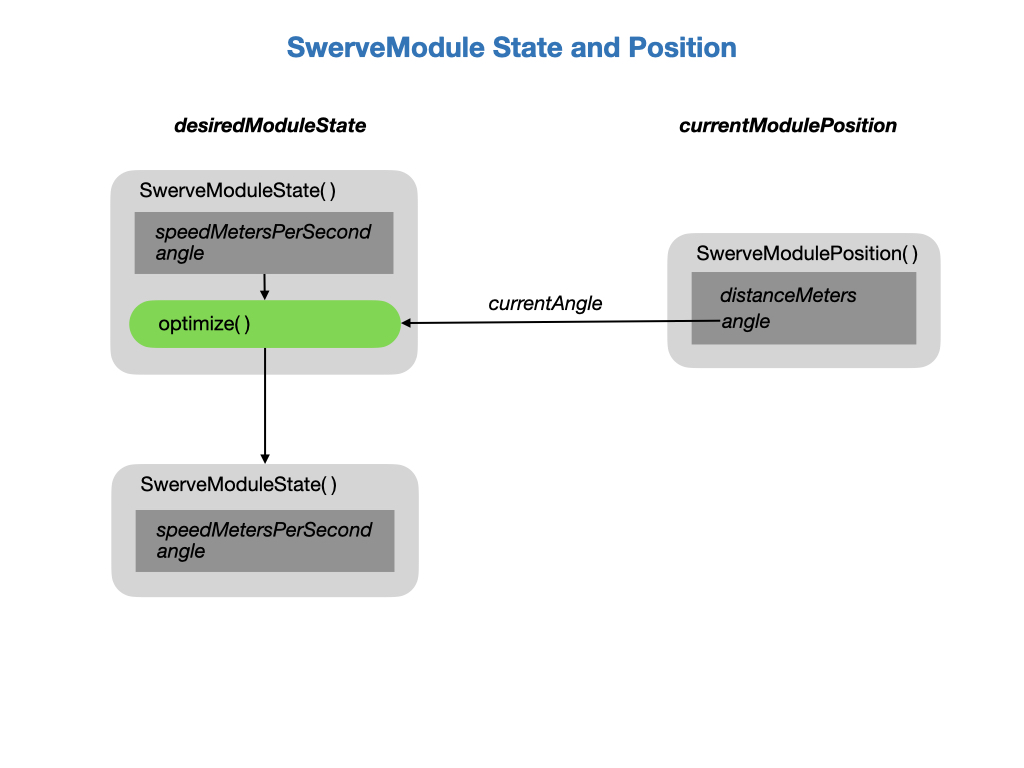 SwerveModule State and Position
desiredModuleState
currentModulePosition
SwerveModuleState( )
speedMetersPerSecond
angle
optimize( )
currentAngle
SwerveModulePosition( )
distanceMeters
angle
SwerveModuleState( )
speedMetersPerSecond
angle